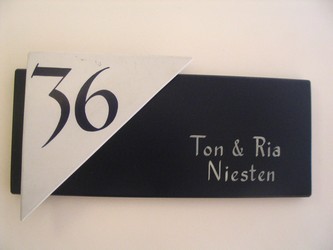 36
Ton & Ria
Niesten